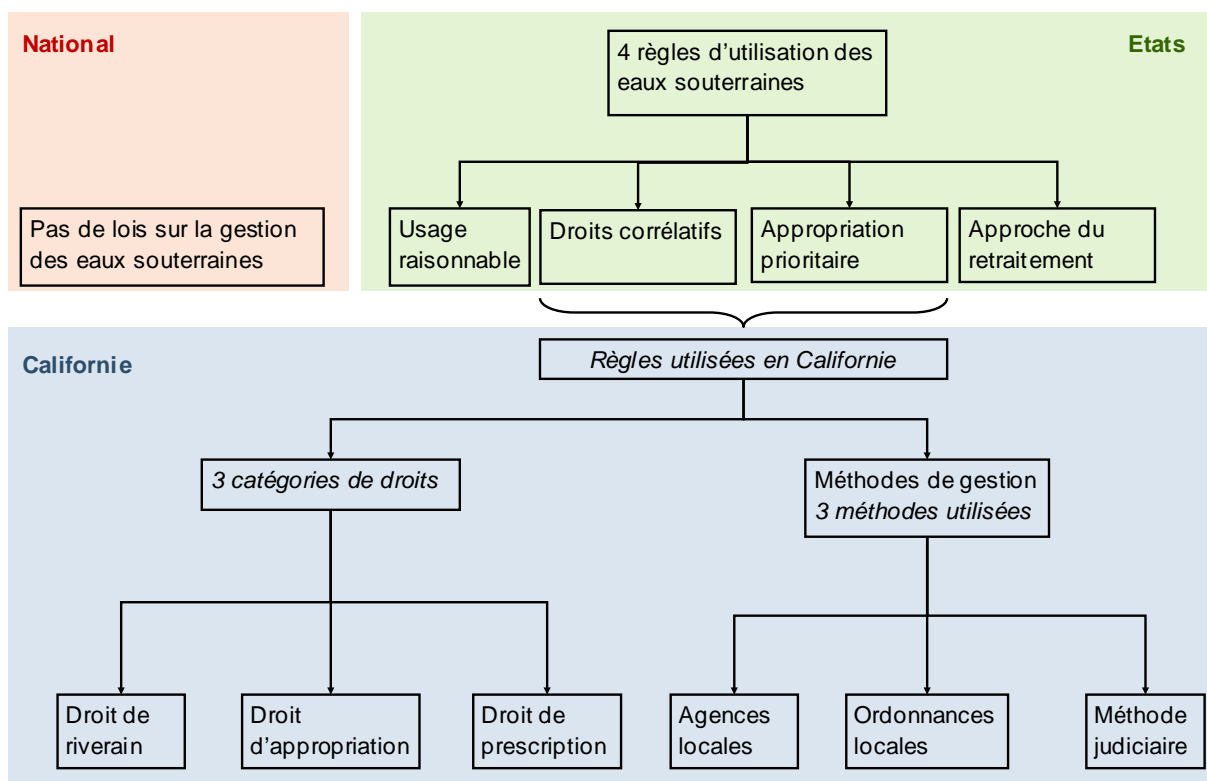 National
Etats
4 règles d'utilisation des
eaux souterraines
Pas de lois sur la gestion
des eaux souterraines
Usage
raisonnable
Droits corrélatifs
Appropriation
prioritaire
Approche du
retraitement
Californie
Règles utilisées en Californie
3 catégories de droits
Méthodes de gestion
3 méthodes utilisées
Droit de
riverain
Droit
d'appropriation
Droit de
prescription
Agences
locales
Ordonnances
locales
Méthode
judiciaire